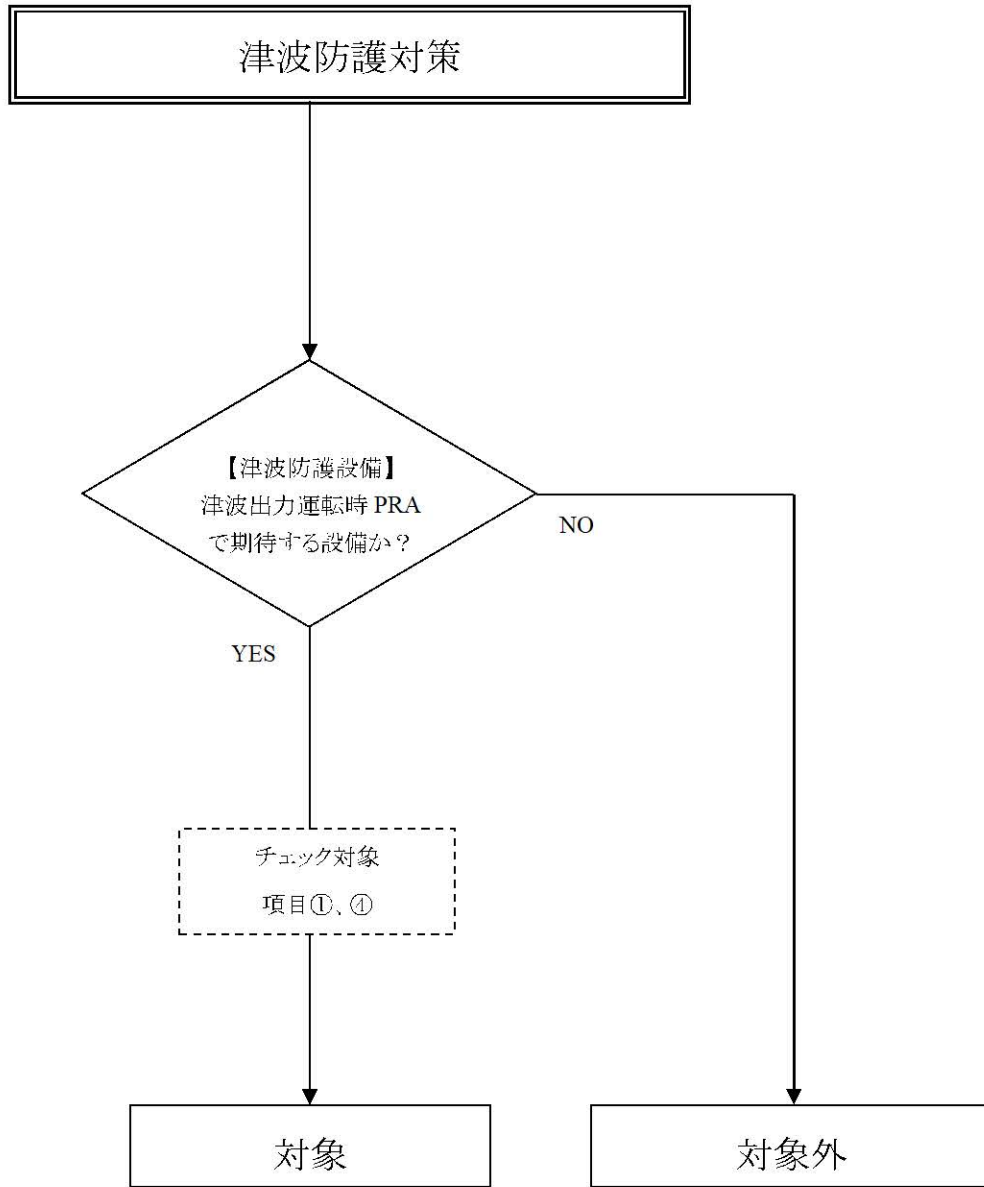 津波防護対策
【津波防護設備】
津波出力運転時 PRA
で期待する設備か？
NO
YES
チェック対象
項目①、④
対象
対象外